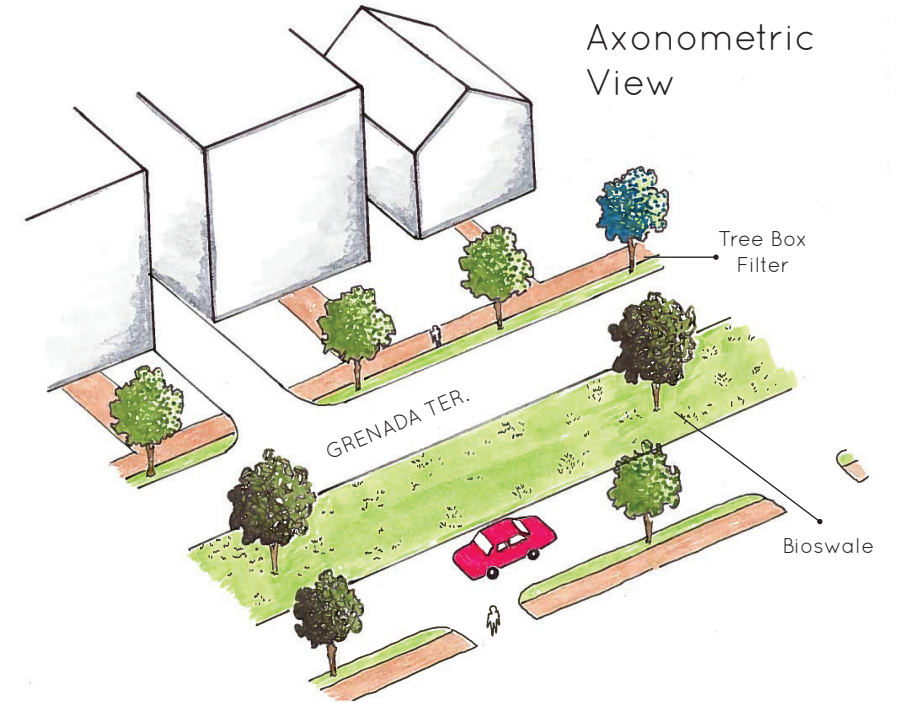 Axonometric
View
Tree Box
Filter
GRENADA TER.
Bioswale